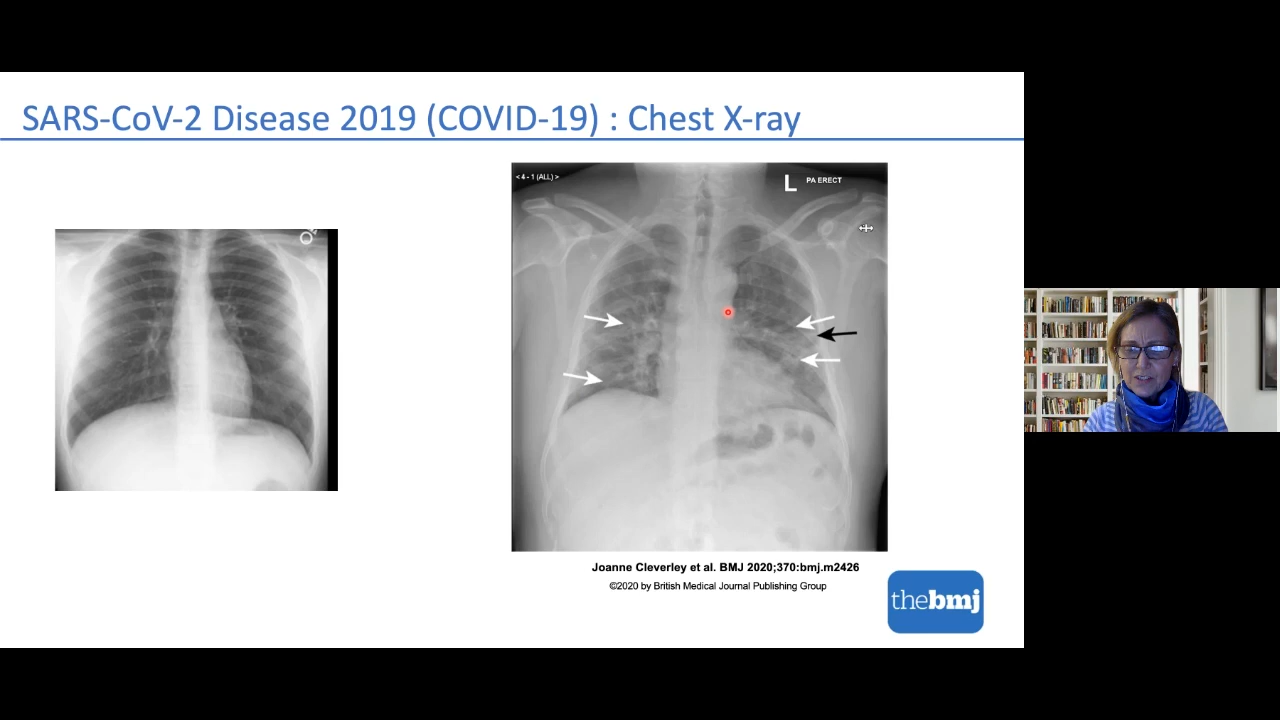 SARS-CoV-2 Disease 2019 (COVID-19) : Chest X-ray
< 4 - 1 (ALL) >
L PA ERECT
Joanne Cleverley et al. BMJ 2020;370:bmj.m2426
©2020 by British Medical Journal Publishing Group
thebmj